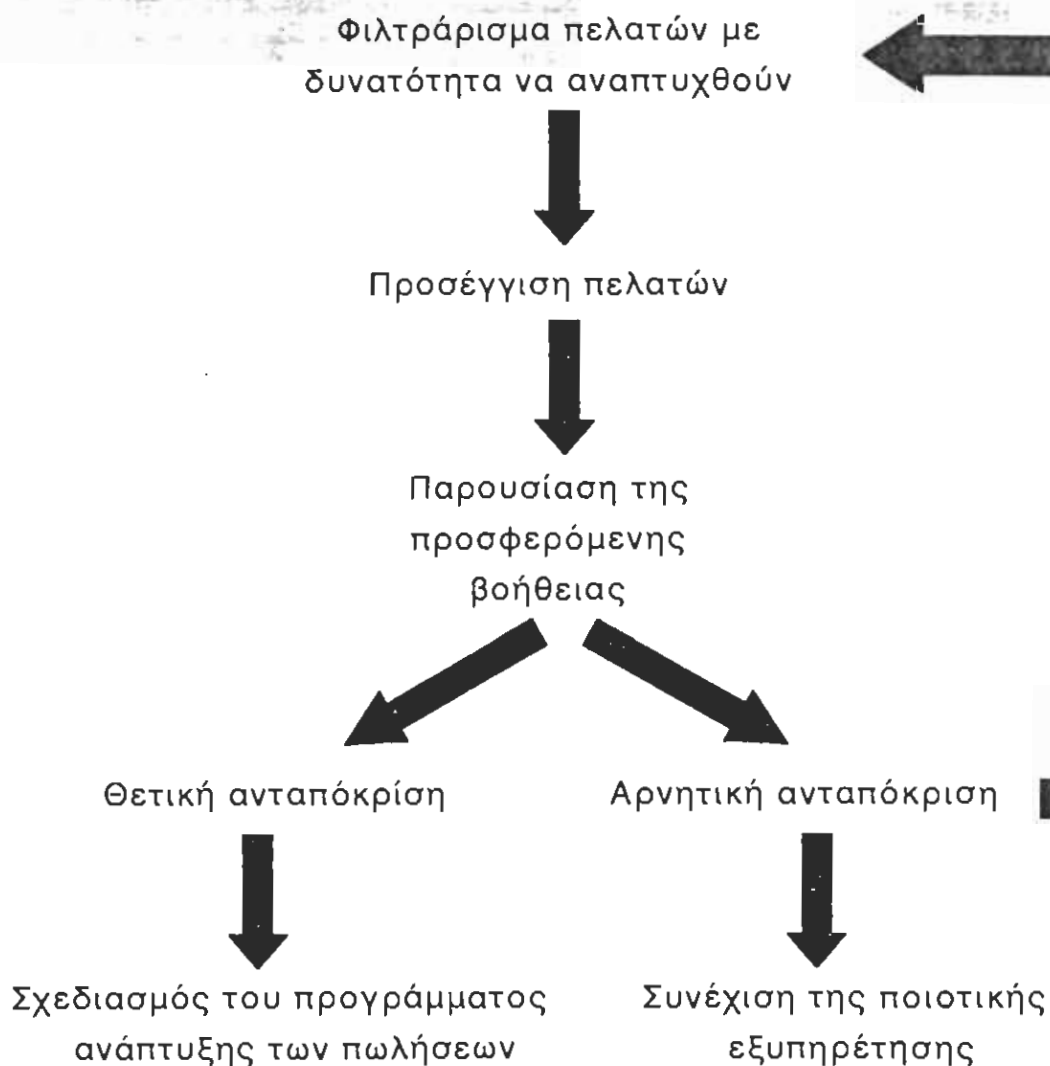 Φιλτράρισμα πελατών με
δυνατότητα να αναπτυχθούν
Προσέγγιση πελατών
Παρουσίαση της
προσφερόμενης
βοήθειας
Θετική ανταπόκρίση
Αρνητική ανταπόκριση
Σχεδιασμός του προγράμματος
ανάπτυξης των πωλήσεων
Συνέχιση της ποιοτικής
εξυπηρέτησης